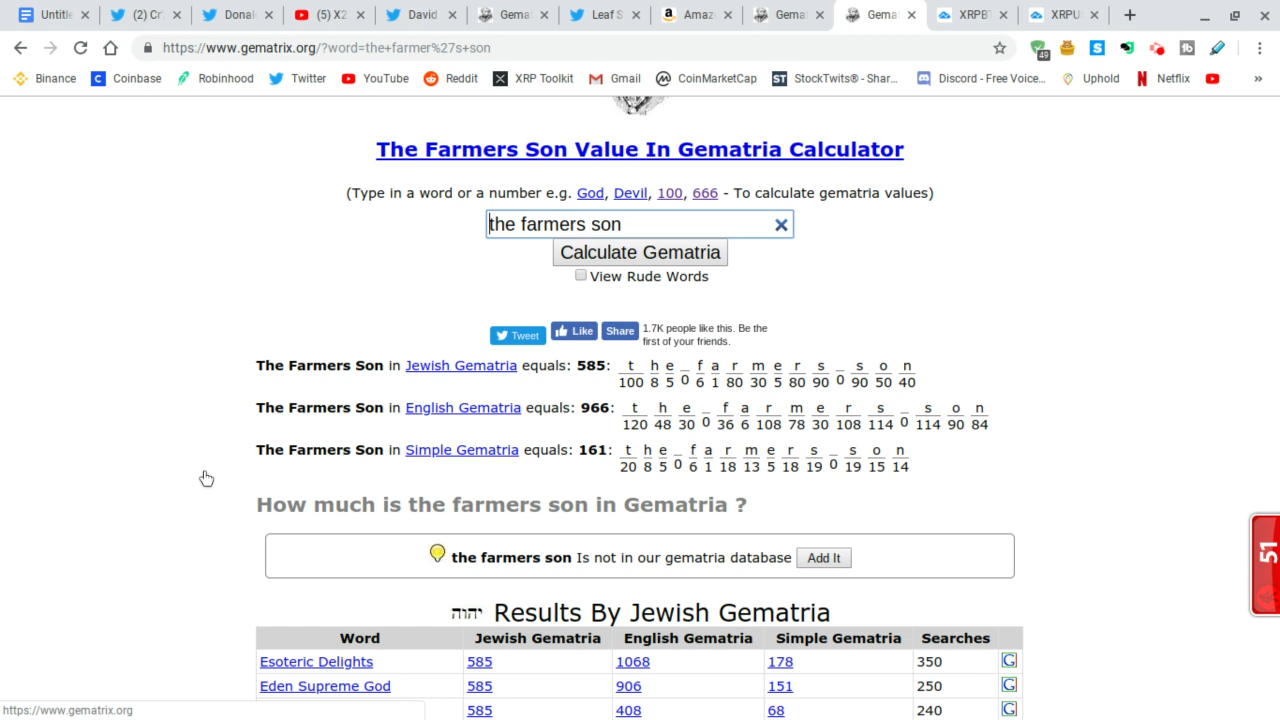 Untitle
(2) Cr
Donal
(5) X2
David
Gema
Leaf S
Amaz
Gema
Gema
XRPB
XRPU
https://www.gematrix.org/?word=the+farmer%27s+son
49
Binance
Coinbase
Robinhood
Twitter
YouTube
Reddit
XRP Toolkit
Gmail
CoinMarketCap
ST StockTwits® - Shar...
Discord - Free Voice...
Uphold
Netflix
»
The Farmers Son Value In Gematria Calculator
(Type in a word or a number e.g. God, Devil, 100, 666 - To calculate gematria values)
the farmers son
Calculate Gematria
View Rude Words
Tweet
Like
Share
1.7K people like this. Be the
first of your friends.
The Farmers Son in Jewish Gematria equals: 585: t h e _ f a r m e r s _ s o n
100 8 5 0 6 1 80 30 5 80 90 0 90 50 40
The Farmers Son in English Gematria equals: 966: t h e _ f a r m e r s _ s o n
120 48 30 0 36 6 108 78 30 108 114 0 114 90 84
The Farmers Son in Simple Gematria equals: 161: t h e _ f a r m e r s _ s o n
20 8 5 0 6 1 18 13 5 18 19 0 19 15 14
How much is the farmers son in Gematria ?
the farmers son Is not in our gematria database Add It
51
יהוה Results By Jewish Gematria
Word Jewish Gematria English Gematria Simple Gematria Searches
Esoteric Delights 585 1068 178 350 G
Eden Supreme God 585 906 151 250 G
585 408 68 240 G
https://www.gematrix.org